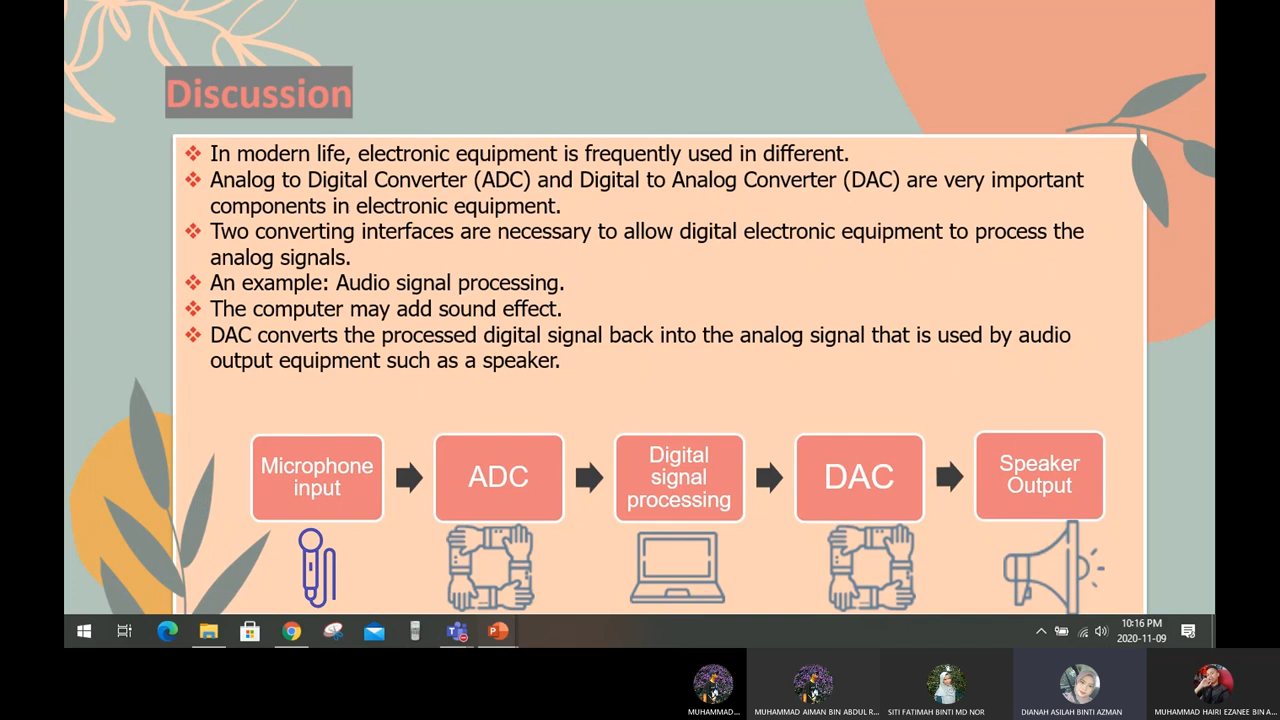 Discussion
In modern life, electronic equipment is frequently used in different.
Analog to Digital Converter (ADC) and Digital to Analog Converter (DAC) are very important
components in electronic equipment.
Two converting interfaces are necessary to allow digital electronic equipment to process the
analog signals.
An example: Audio signal processing.
The computer may add sound effect.
DAC converts the processed digital signal back into the analog signal that is used by audio
output equipment such as a speaker.
Microphone
input
ADC
Digital
signal
processing
DAC
Speaker
Output
10:16 PM
2020-11-09
MUHAMMAD...
MUHAMMAD AIMAN BIN ABDUL R...
SITI FATIMAH BINTI MD NOR
DIANAH ASILAH BINTI AZMAN
MUHAMMAD HAIRI EZANEE BIN A...